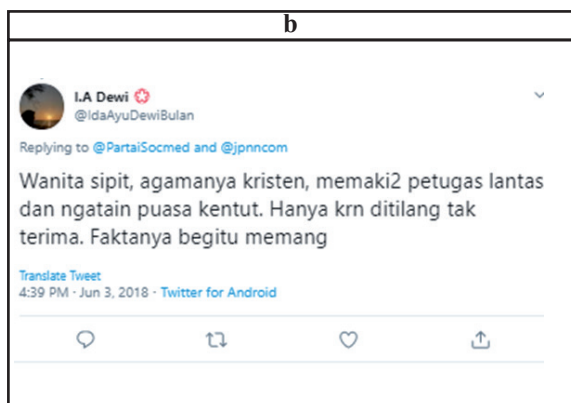 b
I.A Dewi
@IdaAyuDewiBulan
Replying to @PartaiSocmed and @jpnncom
Wanita sipit, agamanya kristen, memaki2 petugas lantas
dan ngatain puasa kentut. Hanya krn ditilang tak
terima. Faktanya begitu memang
Translate Tweet
4:39 PM · Jun 3, 2018 · Twitter for Android